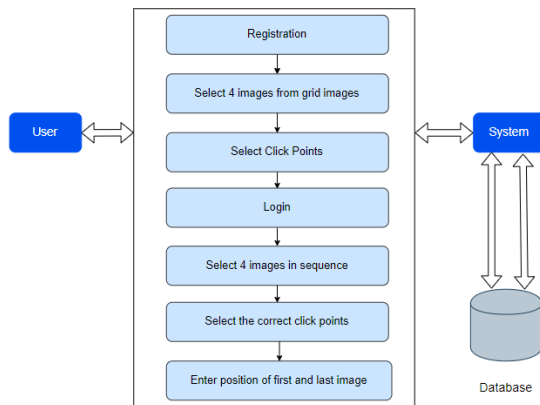 Registration
Select 4 images from grid images
User
System
Select Click Points
Login
Select 4 images in sequence
Select the correct click points
Enter position of first and last image
Database